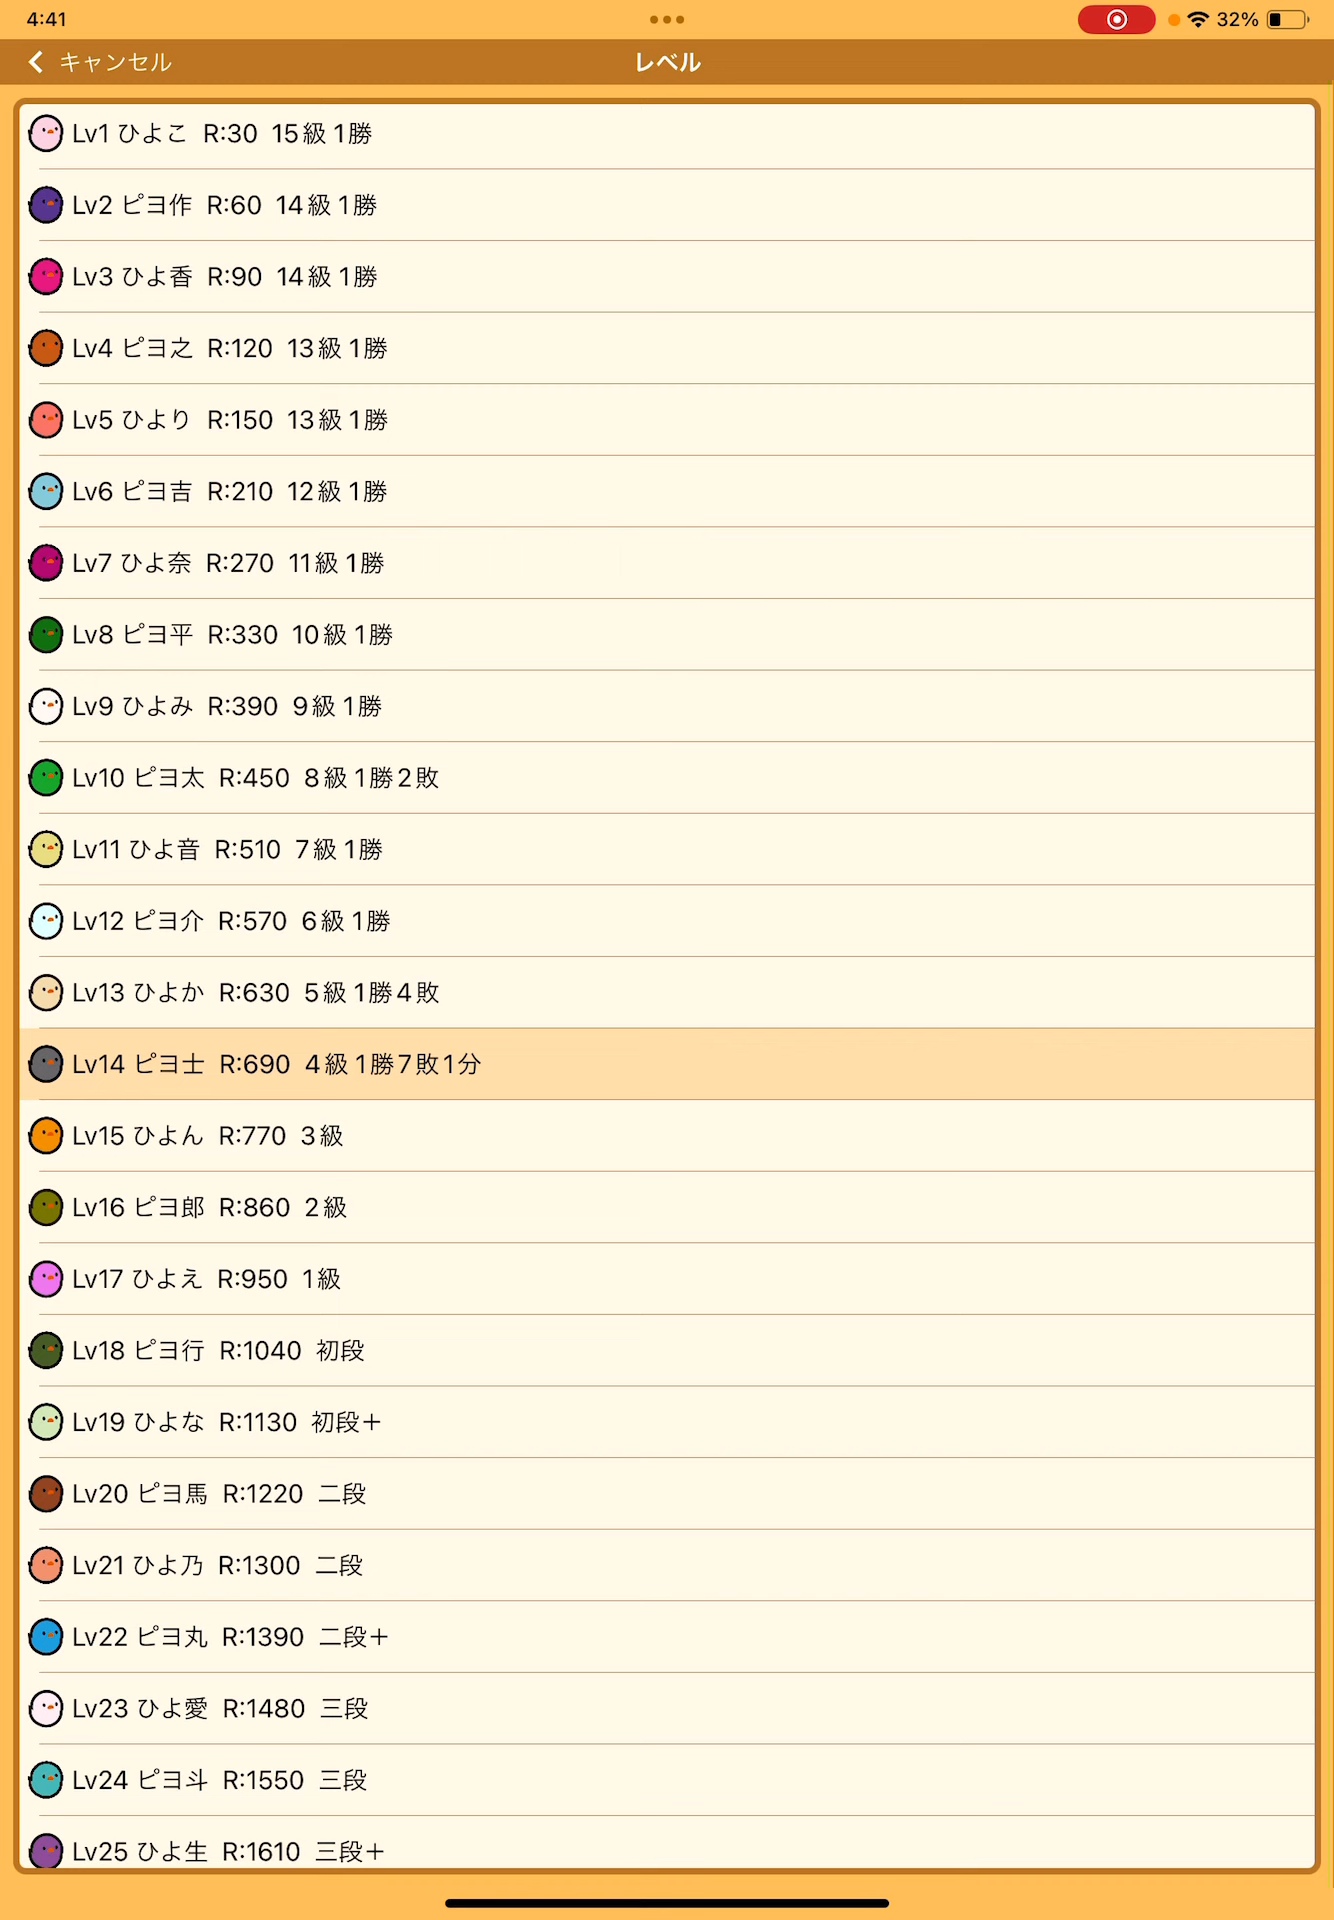 4:41
32%
キャンセル
レベル
Lv1 ひよこ R:30 15級 1勝
Lv2 ピヨ作 R:60 14級 1勝
Lv3 ひよ香 R:90 14級 1勝
Lv4 ピヨ之 R:120 13級 1勝
Lv5 ひより R:150 13級 1勝
Lv6 ピヨ吉 R:210 12級 1勝
Lv7 ひよ奈 R:270 11級 1勝
Lv8 ピヨ平 R:330 10級 1勝
Lv9 ひよみ R:390 9級 1勝
Lv10 ピヨ太 R:450 8級 1勝2敗
Lv11 ひよ音 R:510 7級 1勝
Lv12 ピヨ介 R:570 6級 1勝
Lv13 ひよか R:630 5級 1勝4敗
Lv14 ピヨ士 R:690 4級 1勝7敗1分
Lv15 ひよん R:770 3級
Lv16 ピヨ郎 R:860 2級
Lv17 ひよえ R:950 1級
Lv18 ピヨ行 R:1040 初段
Lv19 ひよな R:1130 初段＋
Lv20 ピヨ馬 R:1220 二段
Lv21 ひよ乃 R:1300 二段
Lv22 ピヨ丸 R:1390 二段＋
Lv23 ひよ愛 R:1480 三段
Lv24 ピヨ斗 R:1550 三段
Lv25 ひよ生 R:1610 三段＋